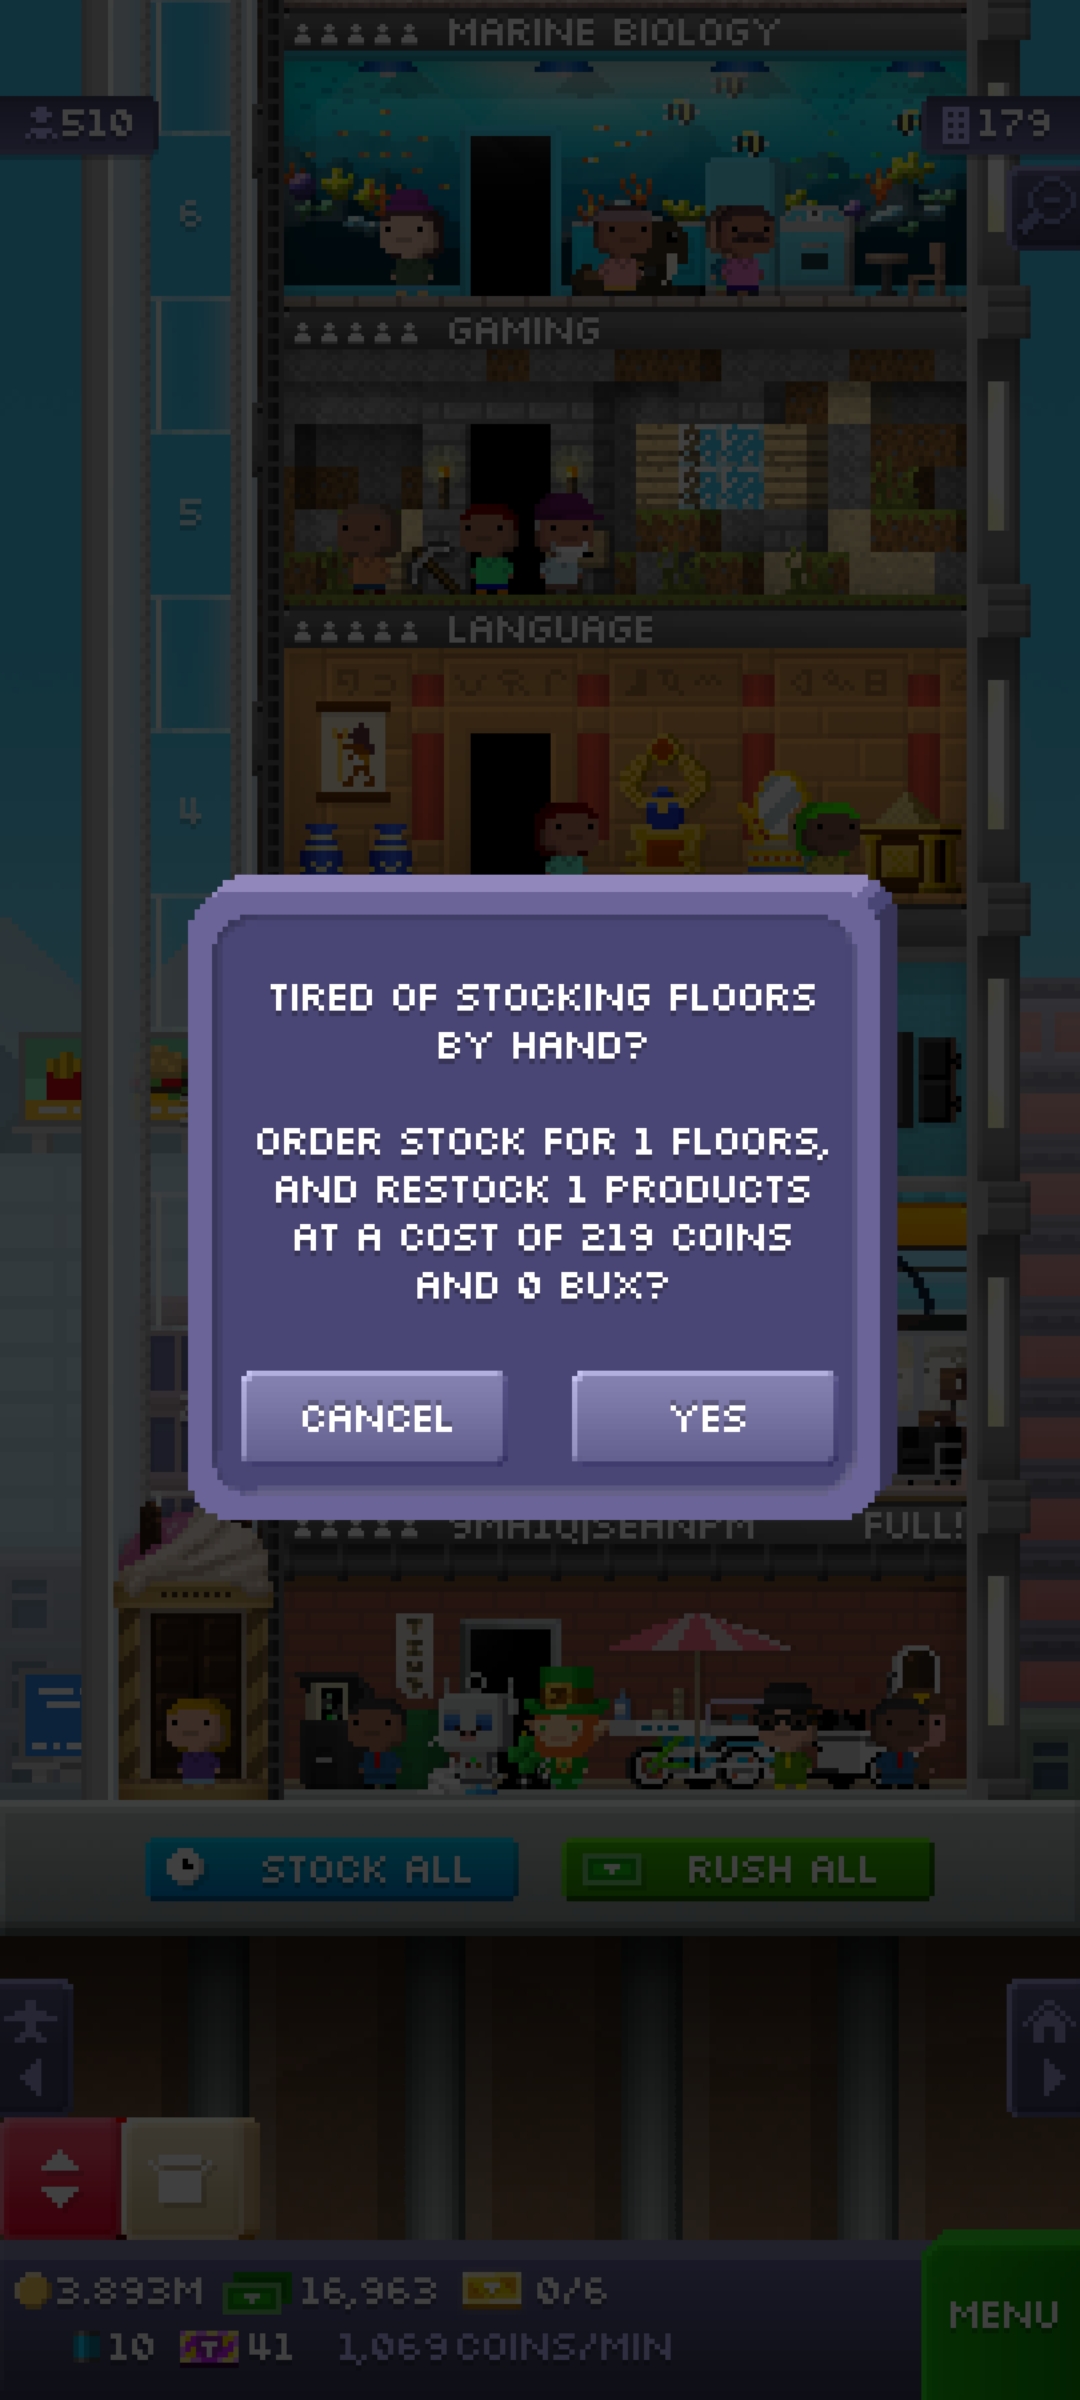 MARINE BIOLOGY
510
179
6
GAMING
5
LANGUAGE
4
TIRED OF STOCKING FLOORS
BY HAND?
ORDER STOCK FOR 1 FLOORS,
AND RESTOCK 1 PRODUCTS
AT A COST OF 219 COINS
AND 0 BUX?
CANCEL
YES
9MA1Q|SEANPM
FULL!
STOCK ALL
RUSH ALL
3.893M
16,963
0/6
MENU
10
41
1,069 COINS/MIN